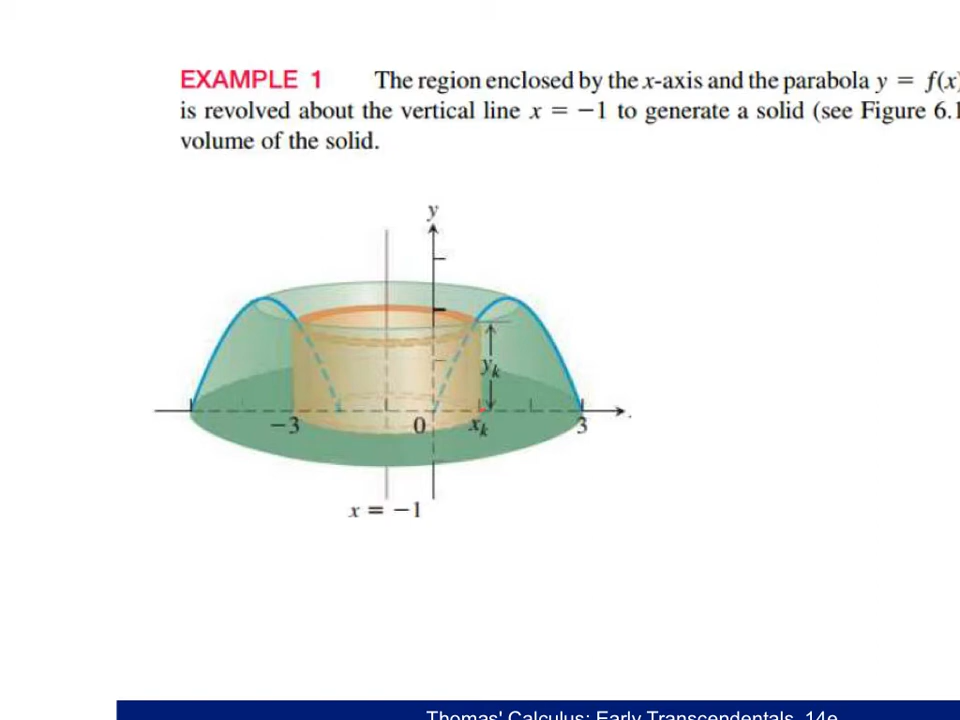 EXAMPLE 1 The region enclosed by the x-axis and the parabola y = f(x)
is revolved about the vertical line x = −1 to generate a solid (see Figure 6.1
volume of the solid.
y
yk
−3 0 xk 3
x = −1
Thomas' Calculus: Early Transcendentals, 14e